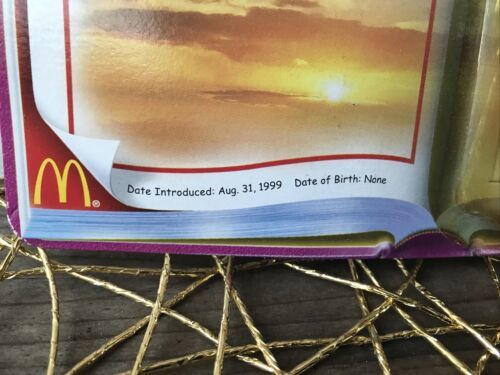 Date Introduced: Aug. 31, 1999 Date of Birth: None
M®